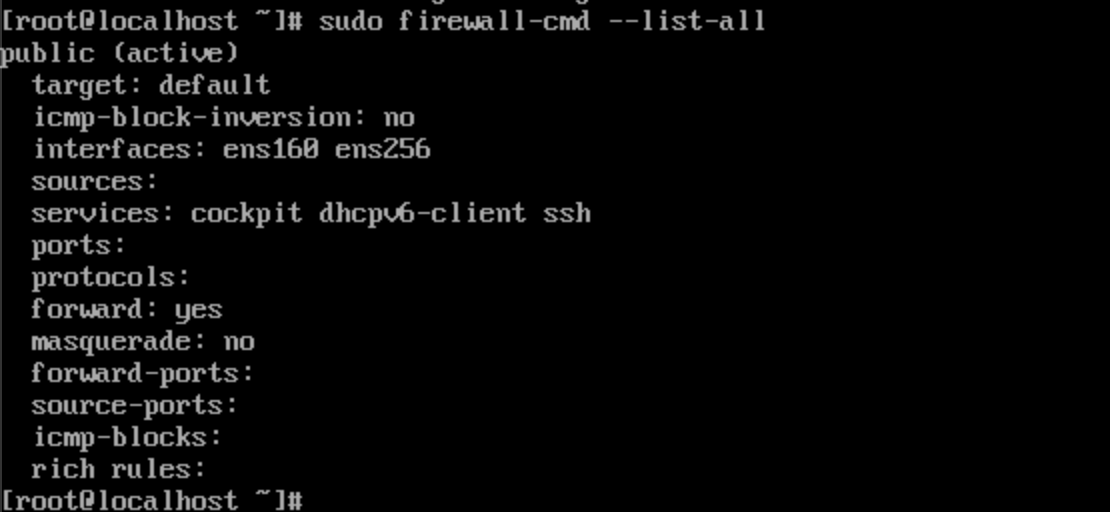 [root@localhost ~]# sudo firewall-cmd --list-all
public (active)
  target: default
  icmp-block-inversion: no
  interfaces: ens160 ens256
  sources:
  services: cockpit dhcpv6-client ssh
  ports:
  protocols:
  forward: yes
  masquerade: no
  forward-ports:
  source-ports:
  icmp-blocks:
  rich rules:
[root@localhost ~]#